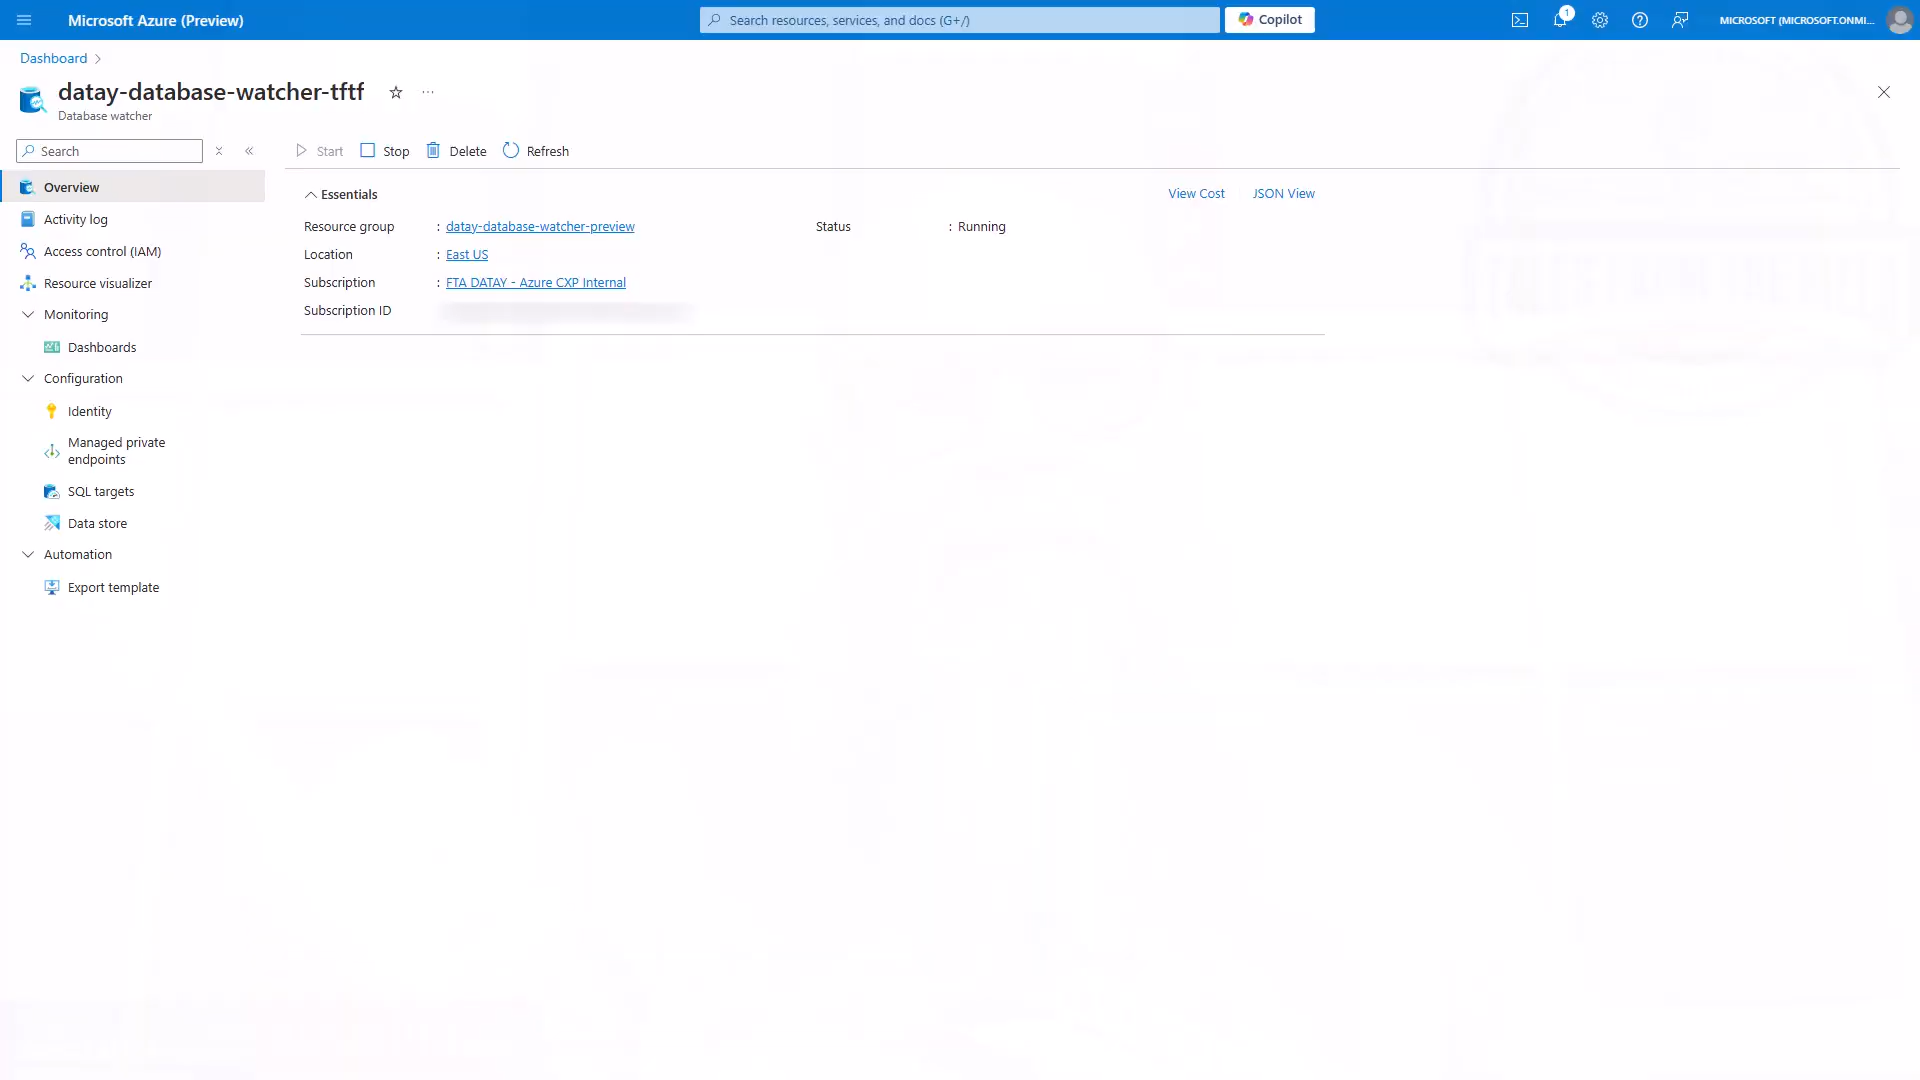 Microsoft Azure (Preview)
Search resources, services, and docs (G+/)
Copilot
1
MICROSOFT (MICROSOFT.ONMI...
Dashboard
datay-database-watcher-tftf
Database watcher
Search
Start
Stop
Delete
Refresh
Overview
Activity log
Access control (IAM)
Resource visualizer
Monitoring
Dashboards
Configuration
Identity
Managed private
endpoints
SQL targets
Data store
Automation
Export template
Essentials
View Cost
JSON View
Resource group : datay-database-watcher-preview
Status : Running
Location : East US
Subscription : FTA DATAY - Azure CXP Internal
Subscription ID